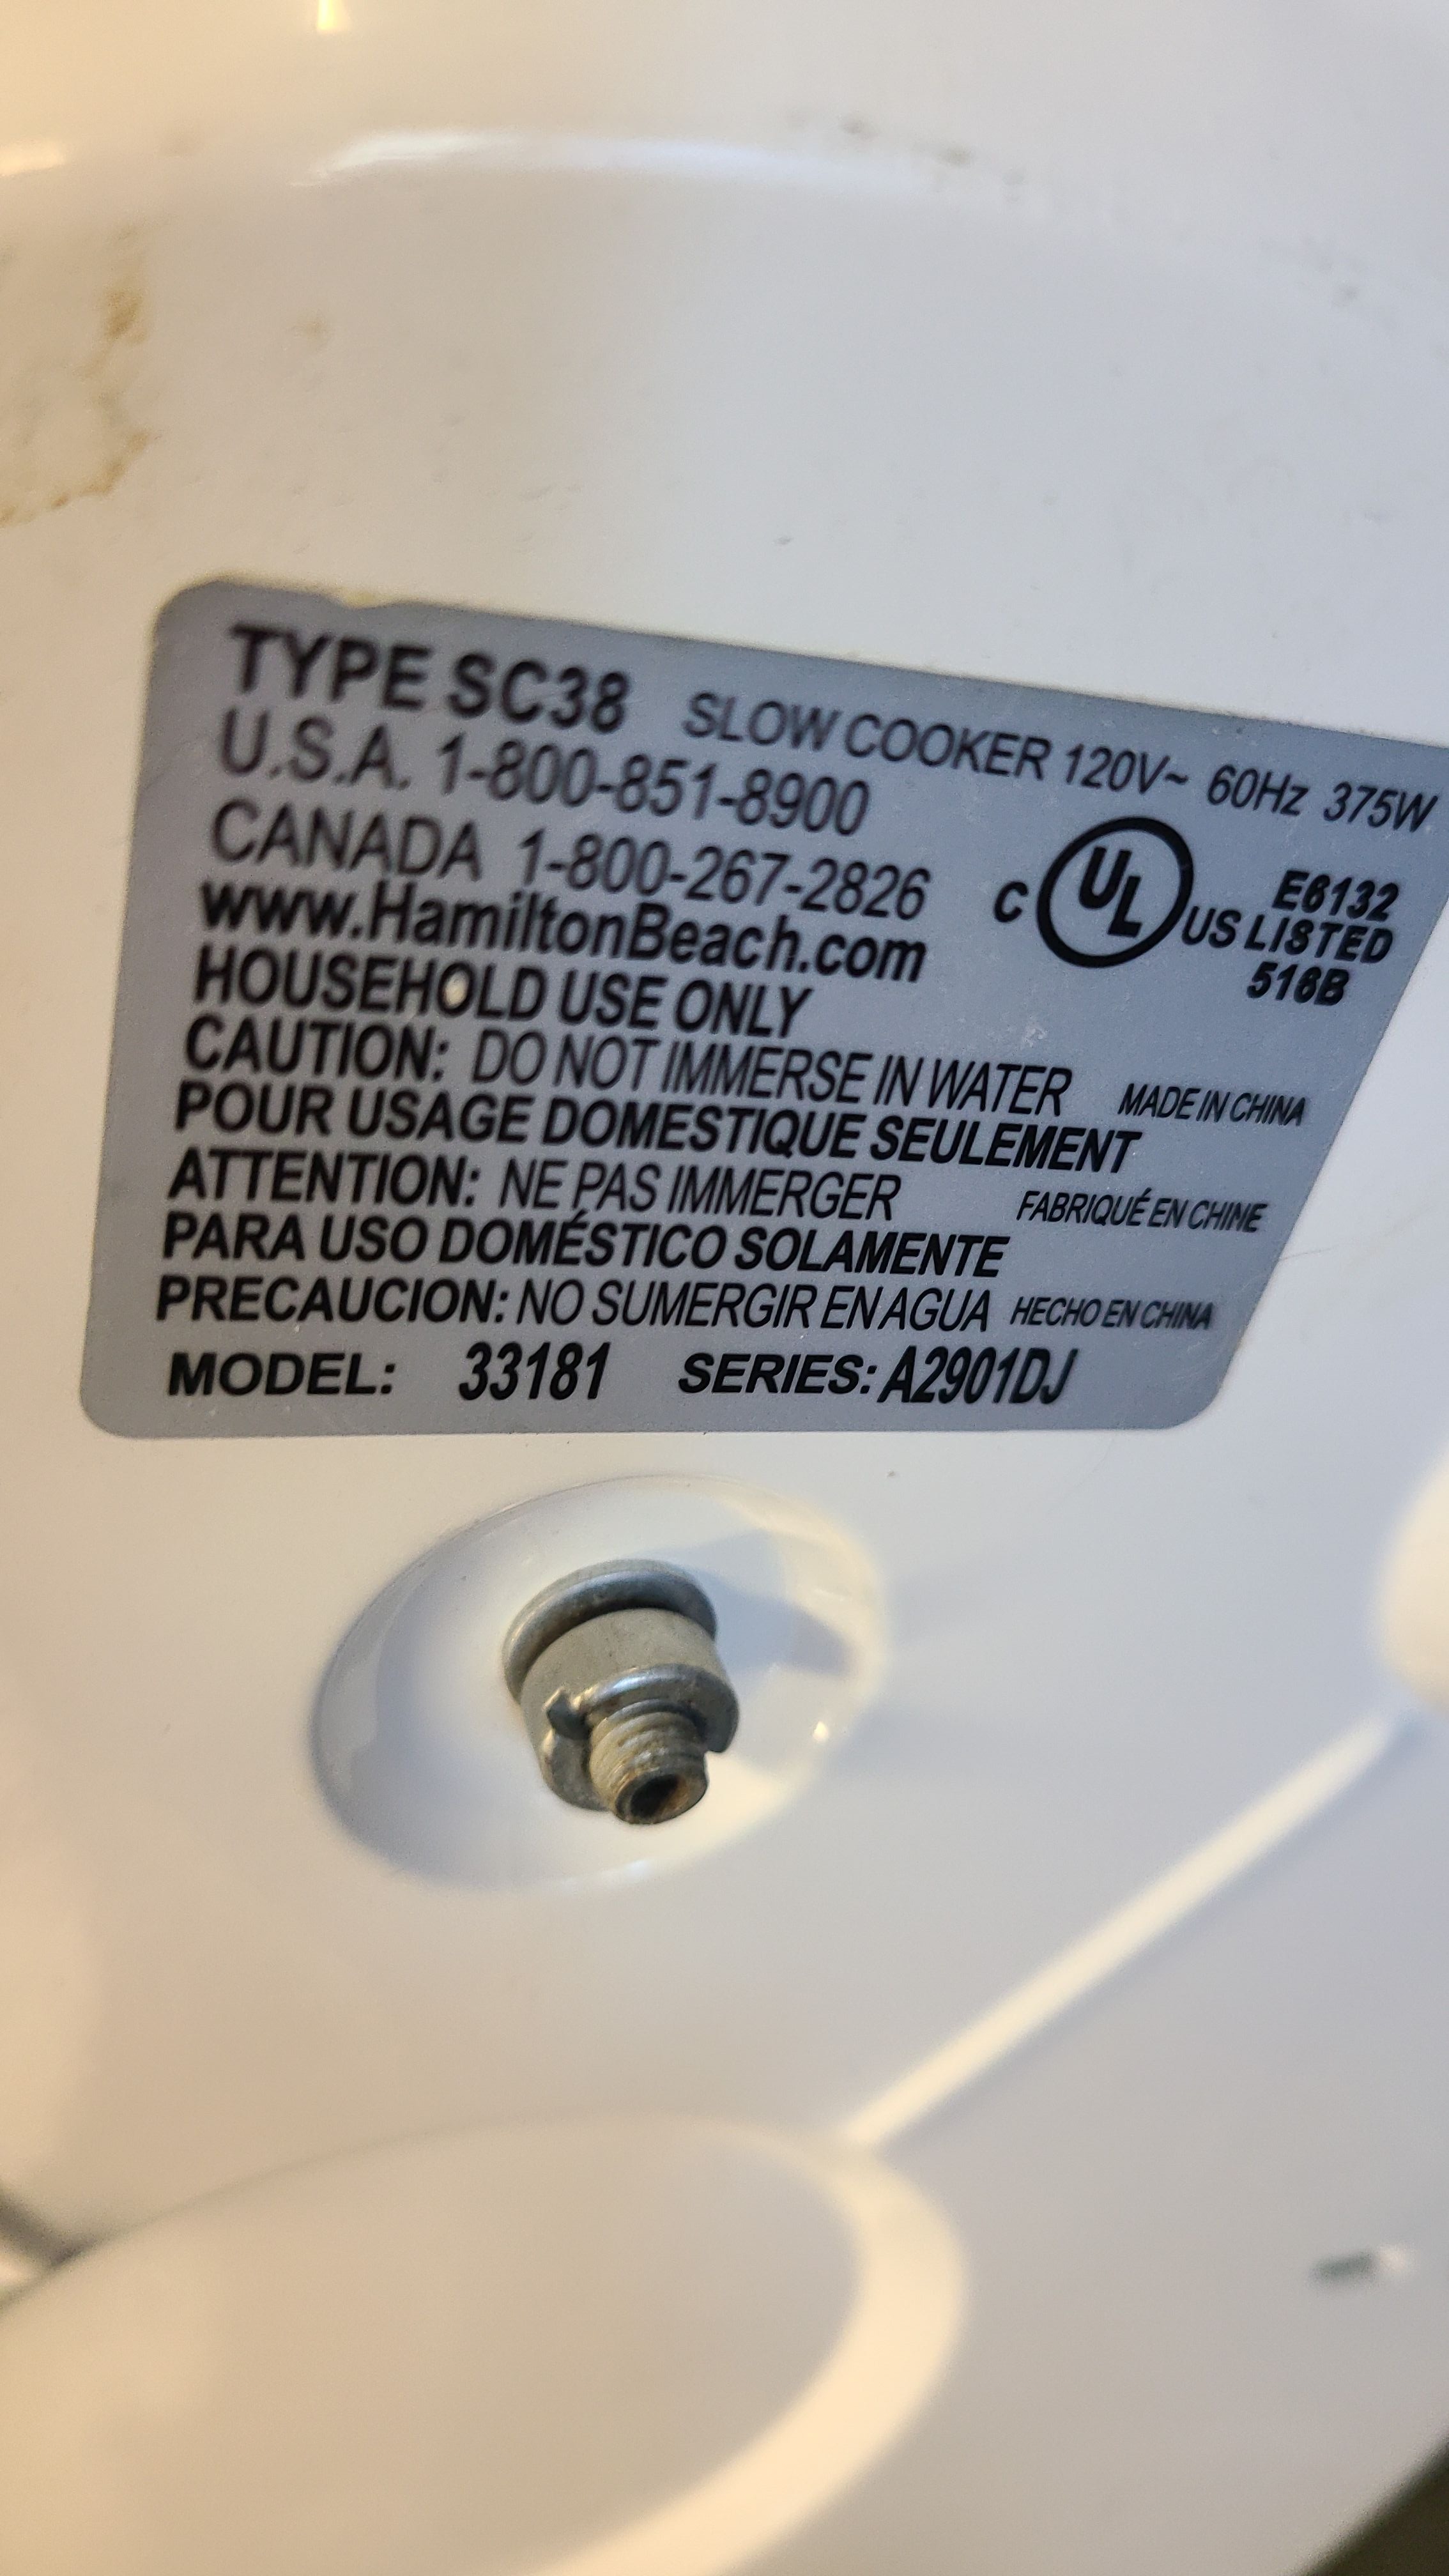 TYPE SC38 SLOW COOKER 120V~ 60Hz 375W
U.S.A. 1-800-851-8900
CANADA 1-800-267-2826
www.HamiltonBeach.com
C UL US LISTED
E6132
516B
HOUSEHOLD USE ONLY
CAUTION: DO NOT IMMERSE IN WATER MADE IN CHINA
POUR USAGE DOMESTIQUE SEULEMENT
ATTENTION: NE PAS IMMERGER FABRIQUÉ EN CHINE
PARA USO DOMÉSTICO SOLAMENTE
PRECAUCION: NO SUMERGIR EN AGUA HECHO EN CHINA
MODEL: 33181 SERIES: A2901DJ